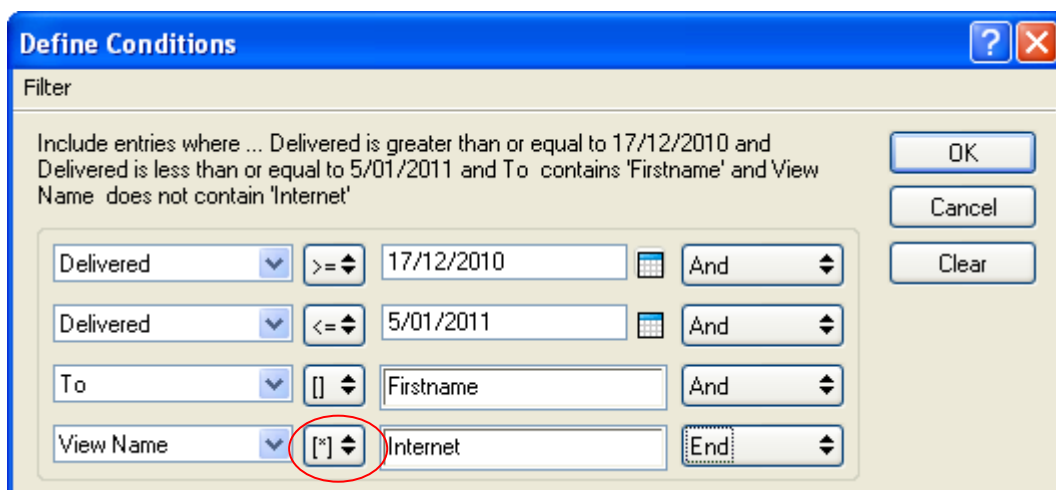 Define Conditions
Filter
Include entries where ... Delivered is greater than or equal to 17/12/2010 and
Delivered is less than or equal to 5/01/2011 and To  contains 'Firstname' and View
Name  does not contain 'Internet'
OK
Cancel
Clear
Delivered >= 17/12/2010 And
Delivered <= 5/01/2011 And
To [] Firstname And
View Name [*] Internet End